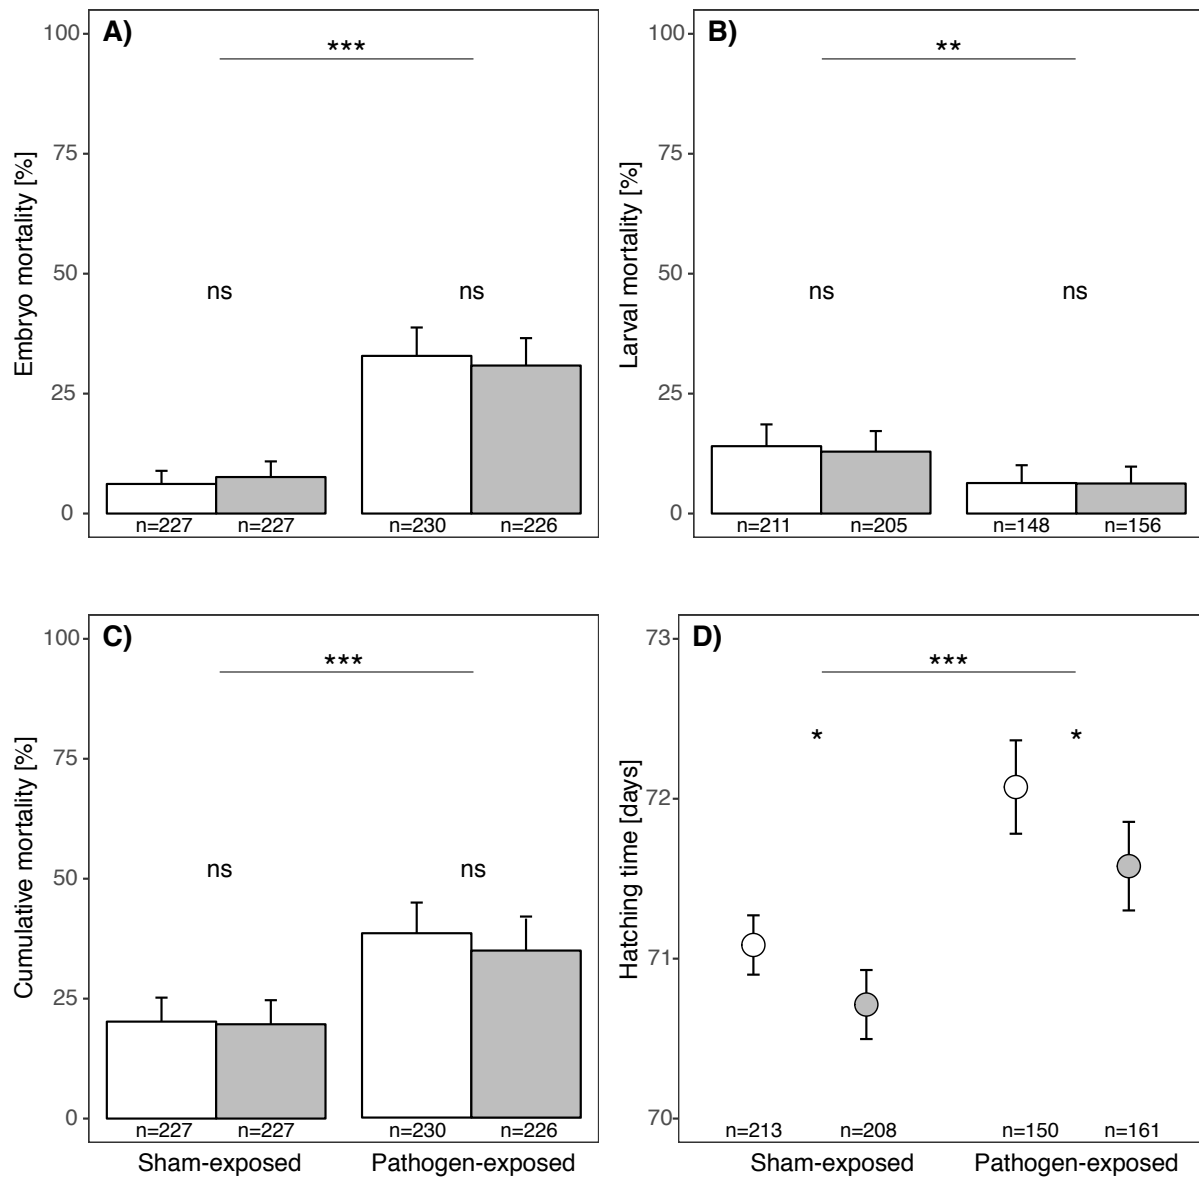 A)
***
Embryo mortality [%]
100
75
50
25
0
ns
ns
n=227
n=227
n=230
n=226
B)
**
Larval mortality [%]
100
75
50
25
0
ns
ns
n=211
n=205
n=148
n=156
C)
***
Cumulative mortality [%]
100
75
50
25
0
ns
ns
n=227
n=227
n=230
n=226
Sham-exposed
Pathogen-exposed
D)
***
Hatching time [days]
73
72
71
70
*
*
n=213
n=208
n=150
n=161
Sham-exposed
Pathogen-exposed